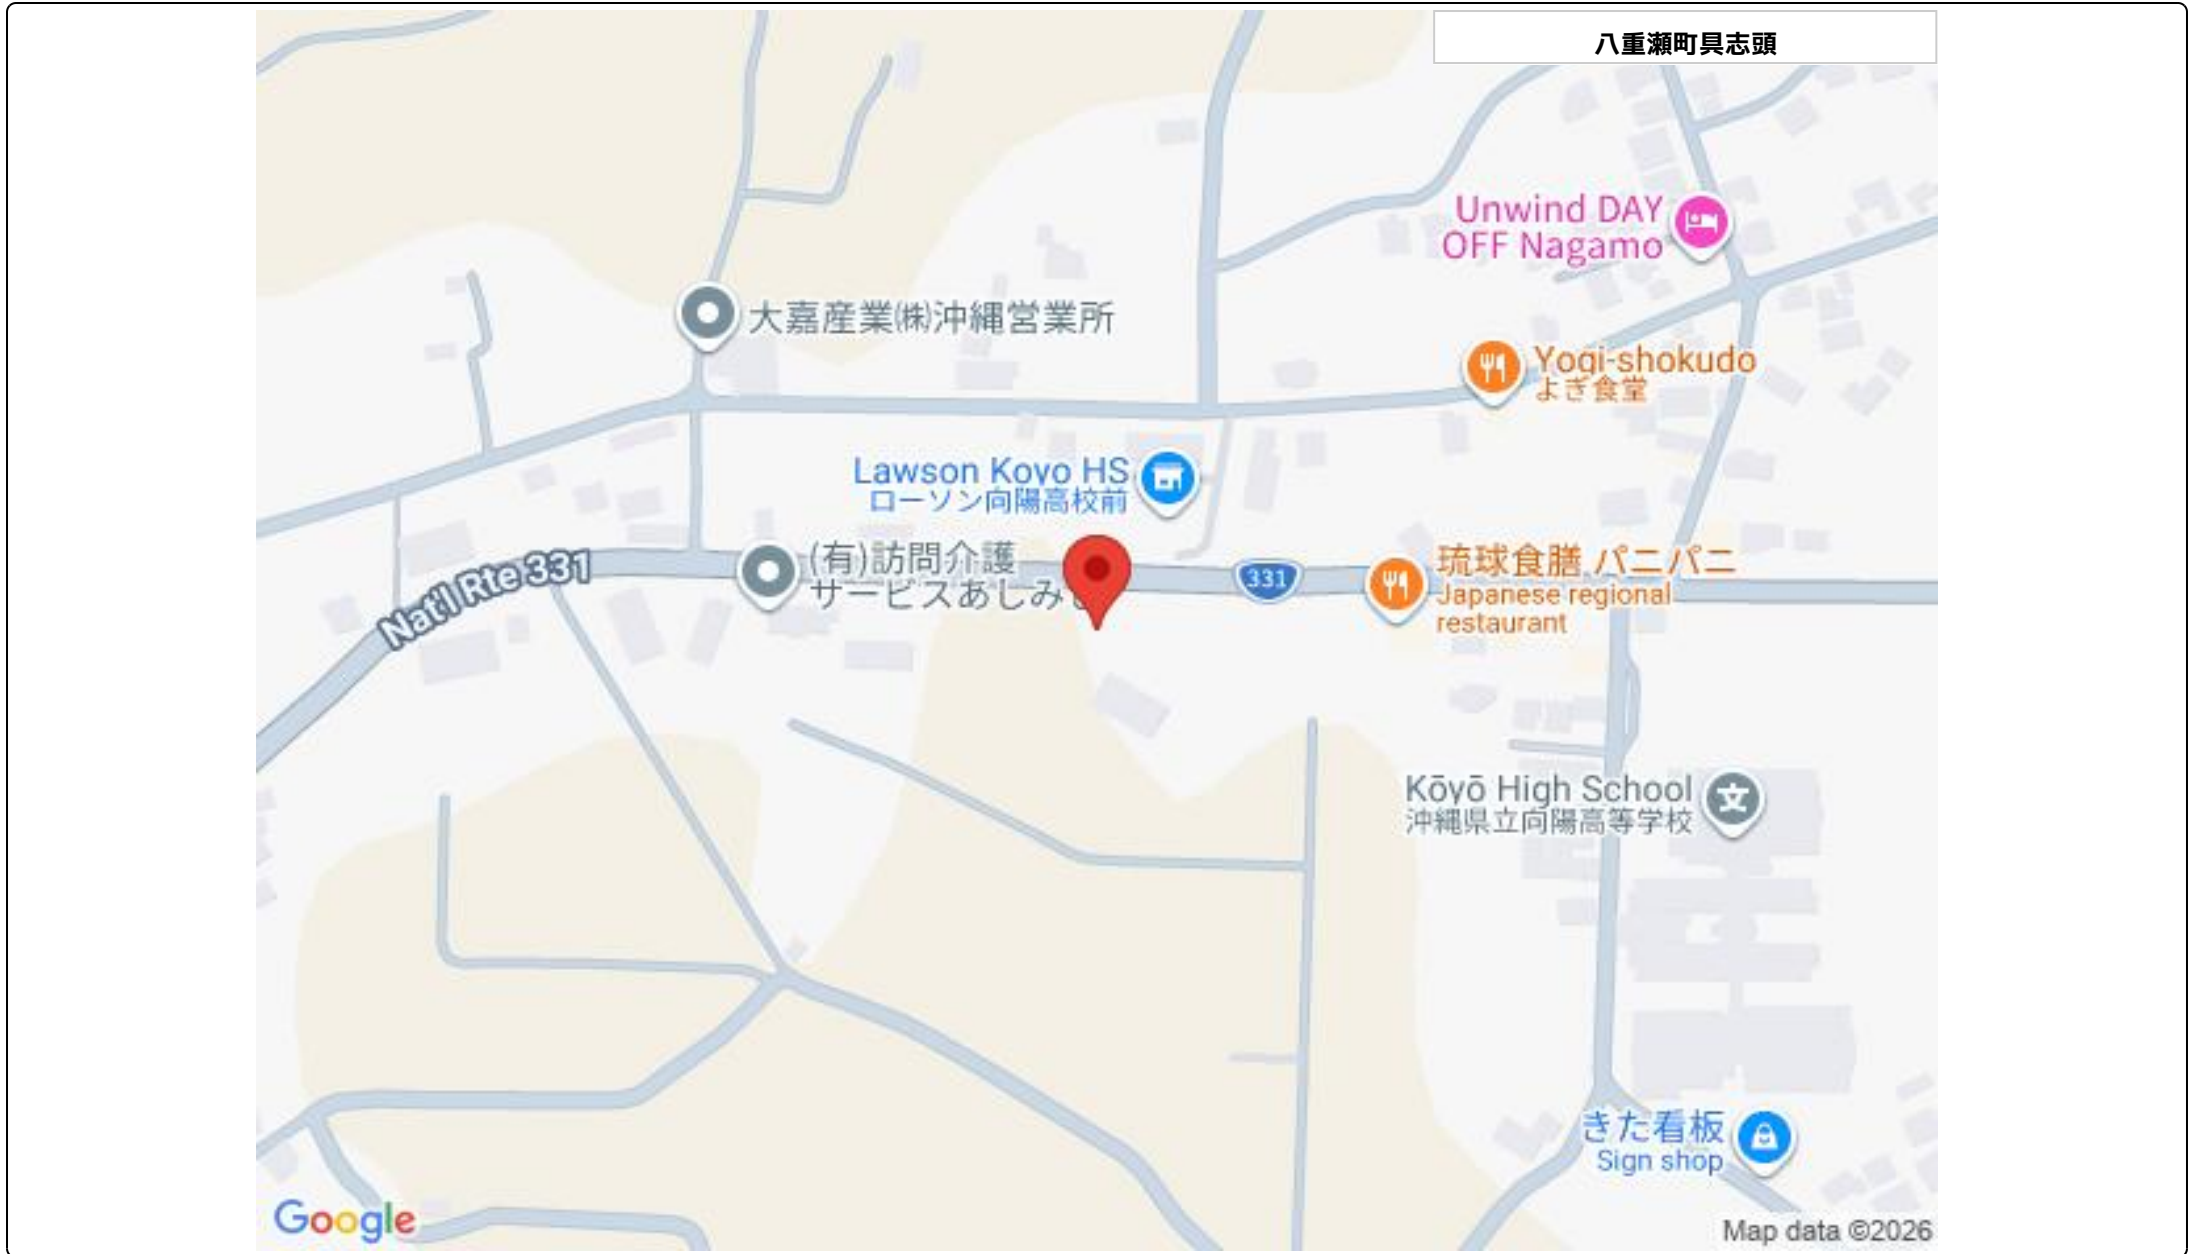 八重瀬町具志頭
Unwind DAY
OFF Nagamo
大嘉産業㈱沖縄営業所
Yogi-shokudo
よぎ食堂
Lawson Koyo HS
ローソン向陽高校前
(有)訪問介護
サービスあしみ
Nat'l Rte 331
331
琉球食膳 パニパニ
Japanese regional
restaurant
Kōyō High School
沖縄県立向陽高等学校
文
きた看板
Sign shop
Google
Map data ©2026